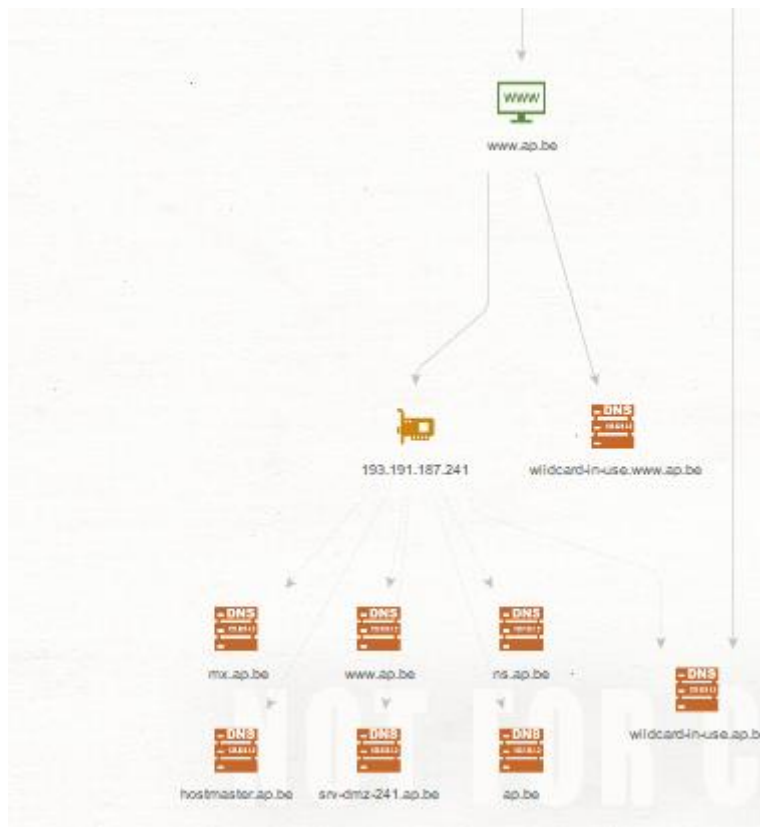 www
www.ap.be
DNS
193.191.187.241
wildcard-in-use.www.ap.be
DNS
DNS
DNS
mx.ap.be
www.ap.be
ns.ap.be
DNS
wildcard-in-use.ap.b
DNS
DNS
DNS
hostmaster.ap.be
srv-dmz-241.ap.be
ap.be
NOT FOR C